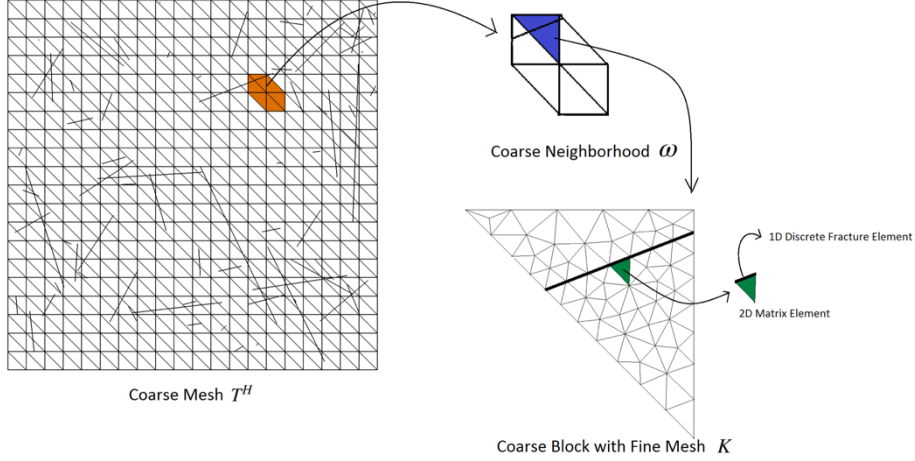 Coarse Neighborhood ω
1D Discrete Fracture Element
2D Matrix Element
Coarse Mesh T^H
Coarse Block with Fine Mesh K